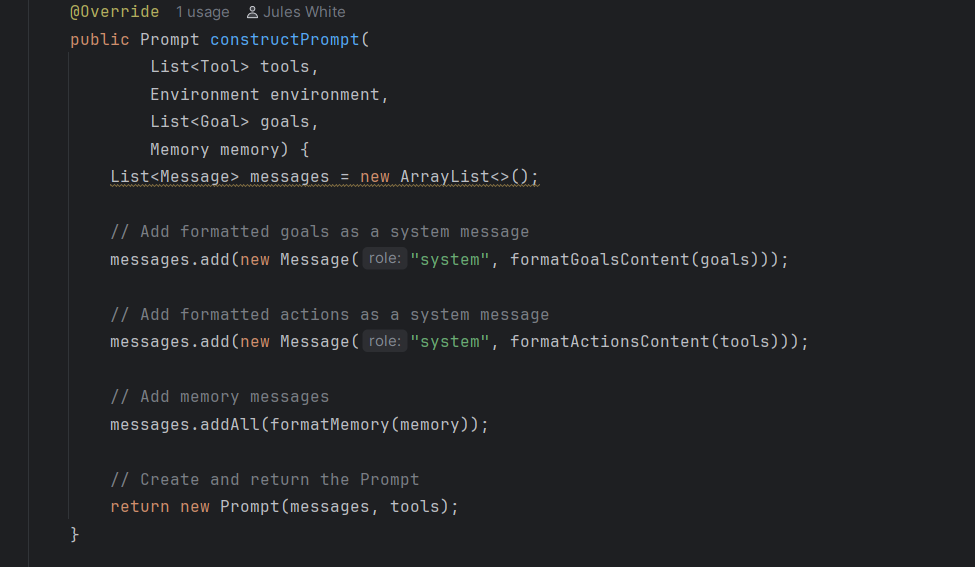 @Override 1 usage Jules White
public Prompt constructPrompt(
List<Tool> tools,
Environment environment,
List<Goal> goals,
Memory memory) {
List<Message> messages = new ArrayList<>();
// Add formatted goals as a system message
messages.add(new Message( role: "system", formatGoalsContent(goals)));
// Add formatted actions as a system message
messages.add(new Message( role: "system", formatActionsContent(tools)));
// Add memory messages
messages.addAll(formatMemory(memory));
// Create and return the Prompt
return new Prompt(messages, tools);
}